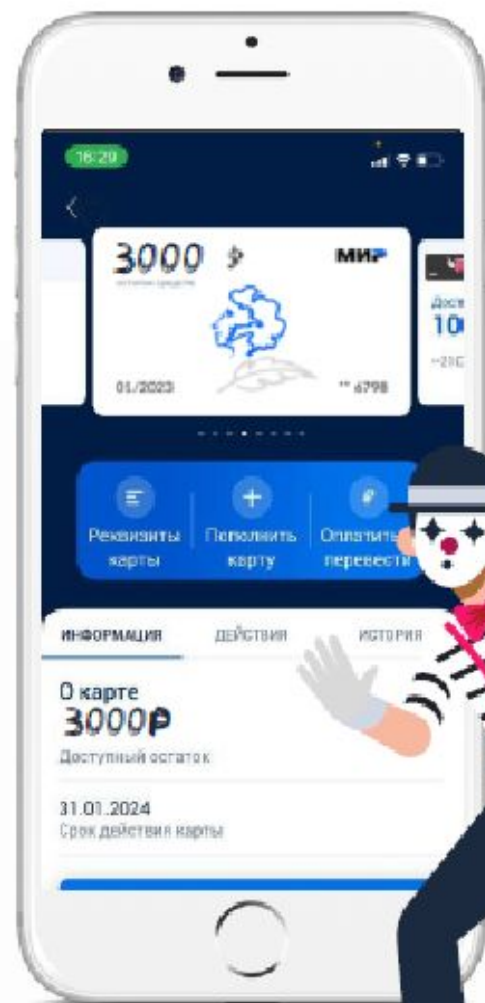 16:29
3000 ₽ МИР
01/2023 ** 6798
10
Реквизиты карты
Пополнить карту
Оплатить перевести
ИНФОРМАЦИЯ ДЕЙСТВИЯ ИСТОРИЯ
О карте
3000₽
Доступный остаток
31.01.2024
Срок действия карты